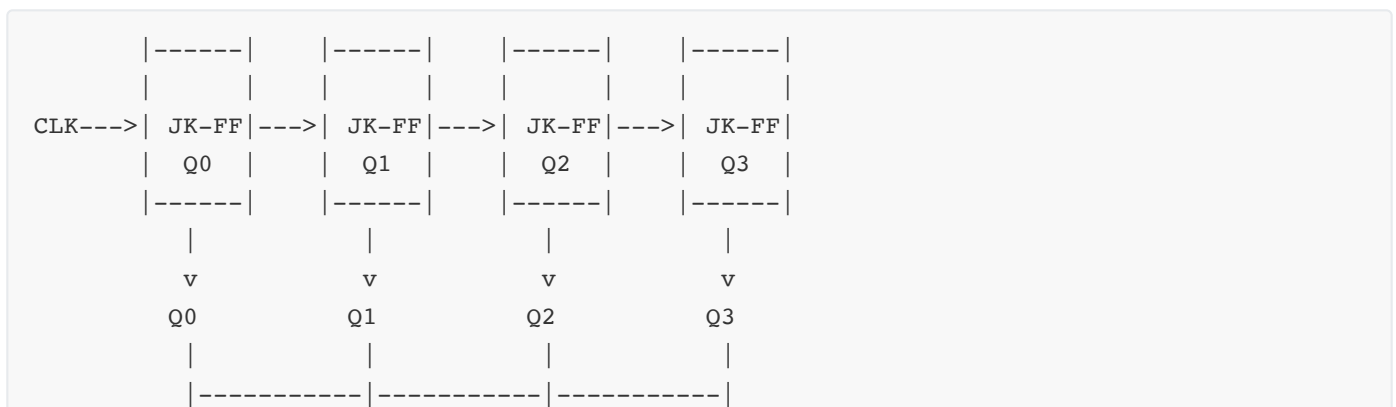 |------|    |------|    |------|    |------|
       |      |    |      |    |      |    |      |
CLK--->| JK-FF|--->| JK-FF|--->| JK-FF|--->| JK-FF|
       |  Q0  |    |  Q1  |    |  Q2  |    |  Q3  |
       |------|    |------|    |------|    |------|
          |           |           |           |
          v           v           v           v
         Q0          Q1          Q2          Q3
          |           |           |           |
          |-----------|-----------|-----------|